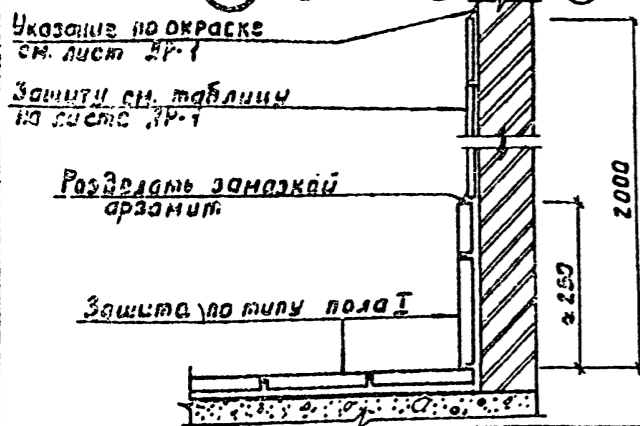 Указание по окраске
см. лист АР-1
Защиту см. таблицу
на листе АР-1
Разделать замазкой
арзамит
Защита по типу пола I
2000
≈250